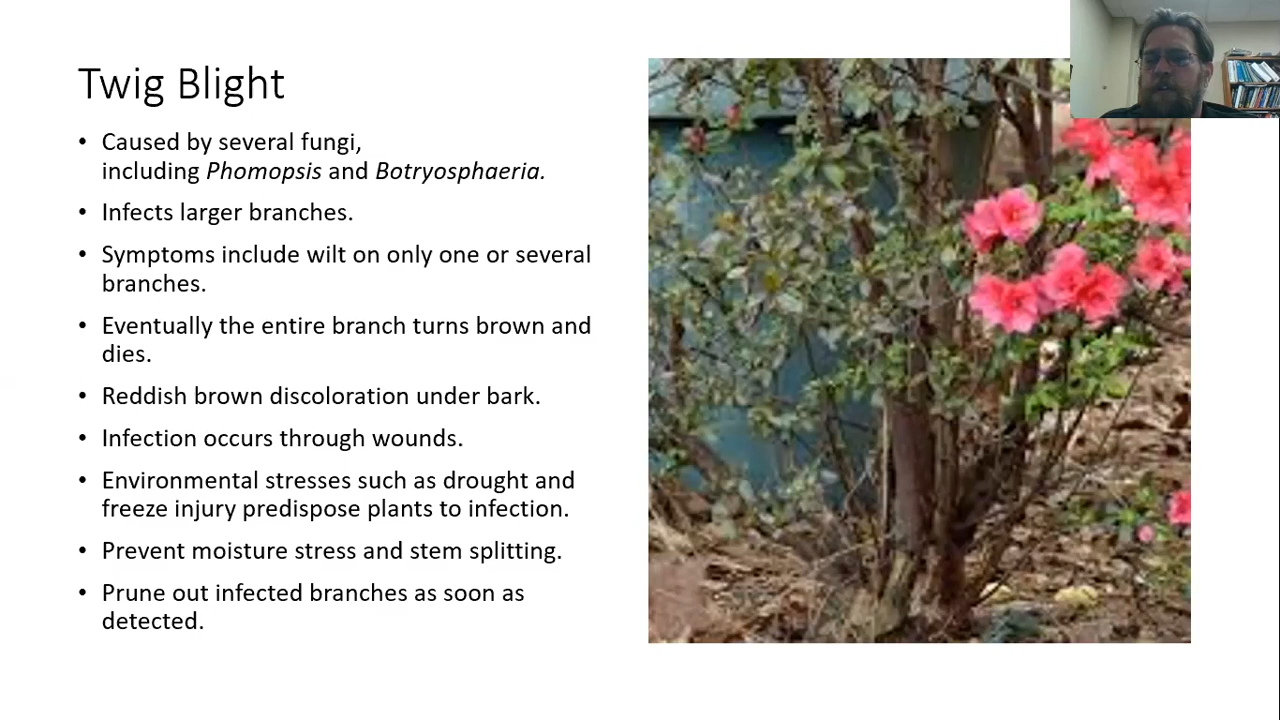 Twig Blight
• Caused by several fungi,
including Phomopsis and Botryosphaeria.
• Infects larger branches.
• Symptoms include wilt on only one or several
branches.
• Eventually the entire branch turns brown and
dies.
• Reddish brown discoloration under bark.
• Infection occurs through wounds.
• Environmental stresses such as drought and
freeze injury predispose plants to infection.
• Prevent moisture stress and stem splitting.
• Prune out infected branches as soon as
detected.